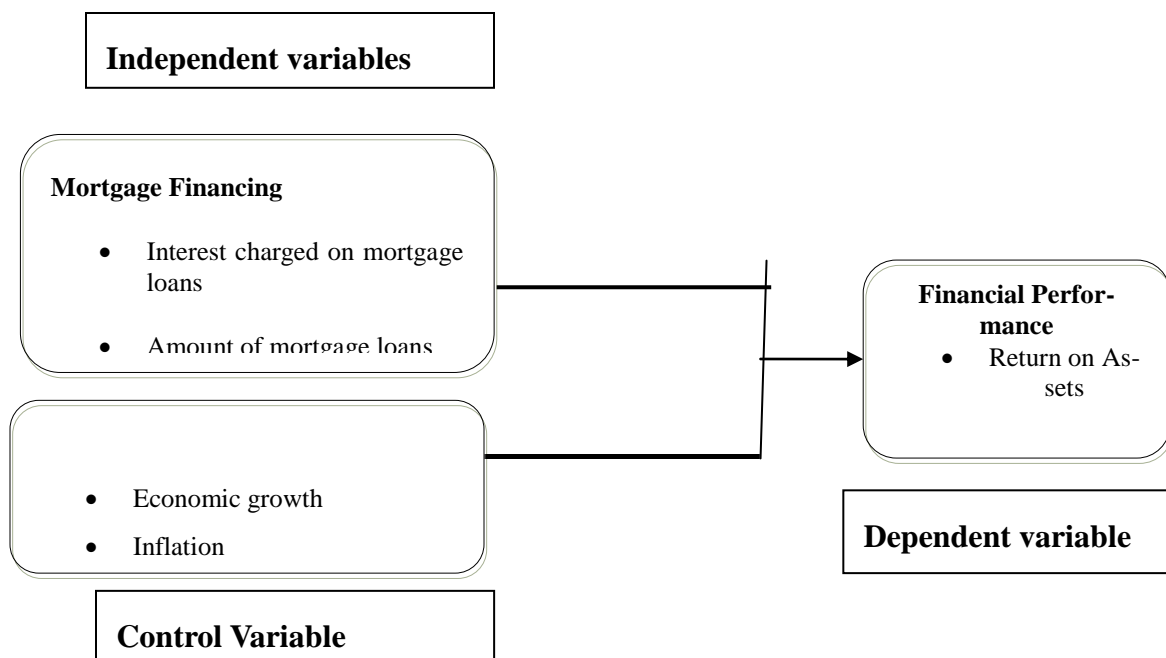 Independent variables
Mortgage Financing
• Interest charged on mortgage
loans
• Amount of mortgage loans
Financial Perfor-
mance
• Return on As-
sets
• Economic growth
• Inflation
Dependent variable
Control Variable